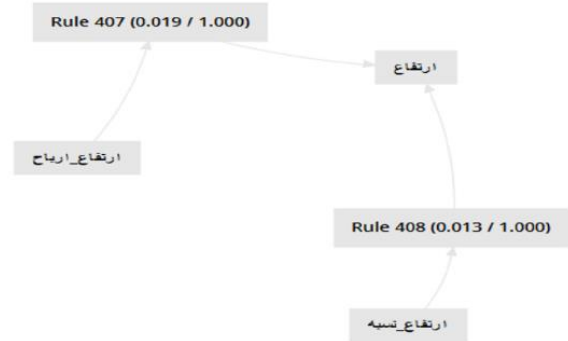 Rule 407 (0.019 / 1.000)
ارتفاع
ارتفاع_ارباح
Rule 408 (0.013 / 1.000)
ارتفاع_نسبه